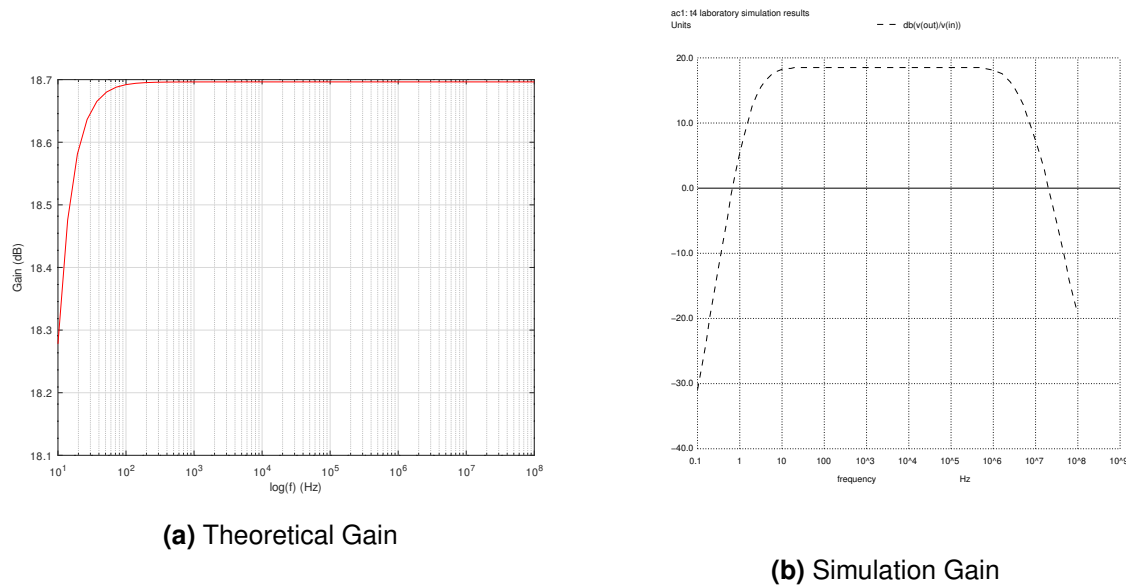 18.7
18.6
18.5
18.4
18.3
18.2
18.1
Gain (dB)
10^1 10^2 10^3 10^4 10^5 10^6 10^7 10^8
log(f) (Hz)
(a) Theoretical Gain
ac1: t4 laboratory simulation results
Units
db(v(out)/v(in))
20.0
10.0
0.0
−10.0
−20.0
−30.0
−40.0
0.1 1 10 100 10^3 10^4 10^5 10^6 10^7 10^8 10^9
frequency Hz
(b) Simulation Gain